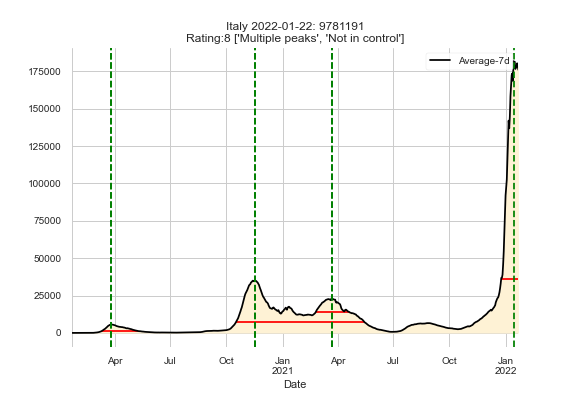 Italy 2022-01-22: 9781191
Rating:8 ['Multiple peaks', 'Not in control']
Average-7d
175000
150000
125000
100000
75000
50000
25000
0
Apr Jul Oct Jan Apr Jul Oct Jan
2021 2022
Date